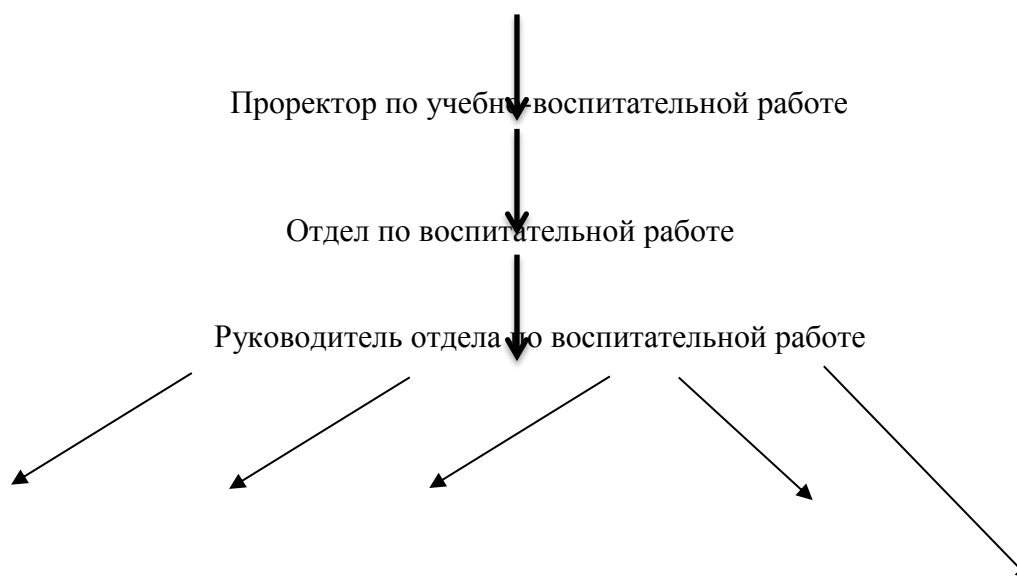 Проректор по учебно-воспитательной работе
Отдел по воспитательной работе
Руководитель отдела по воспитательной работе